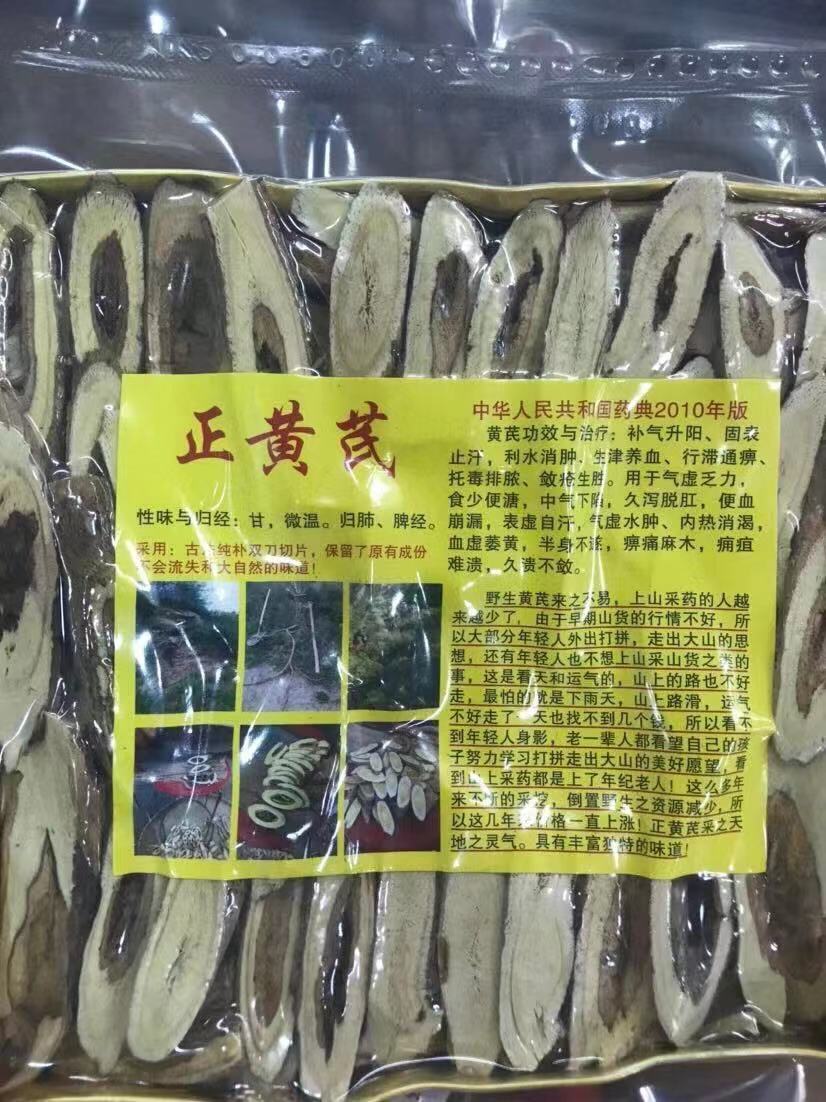 正黄芪
性味与归经：甘，微温。归肺、脾经。
采用：古法纯朴双刀切片，保留了原有成份
不会流失和大自然的味道！
中华人民共和国药典2010年版
黄芪功效与治疗：补气升阳、固表
止汗，利水消肿、生津养血、行滞通痹、
托毒排脓、敛疮生肌。用于气虚乏力，
食少便溏，中气下陷，久泻脱肛，便血
崩漏，表虚自汗，气虚水肿、内热消渴，
血虚萎黄，半身不遂，痹痛麻木，痈疽
难溃，久溃不敛。
野生黄芪来之不易，上山采药的人越
来越少了，由于早期山货的行情不好，所
以大部分年轻人外出打拼，走出大山的思
想，还有年轻人也不想上山采山货之类的
事，这是看天和运气的，山上的路也不好
走，最怕的就是下雨天，山上路滑，运气
不好走了一天也找不到几个钱，所以看不
到年轻人身影，老一辈人都看望自己的孩
子努力学习打拼走出大山的美好愿望，看
到山上采药都是上了年纪老人！这么多年
来不断的采挖，倒置野生之资源减少，所
以这几年来价格一直上涨！正黄芪采之天
地之灵气。具有丰富独特的味道！